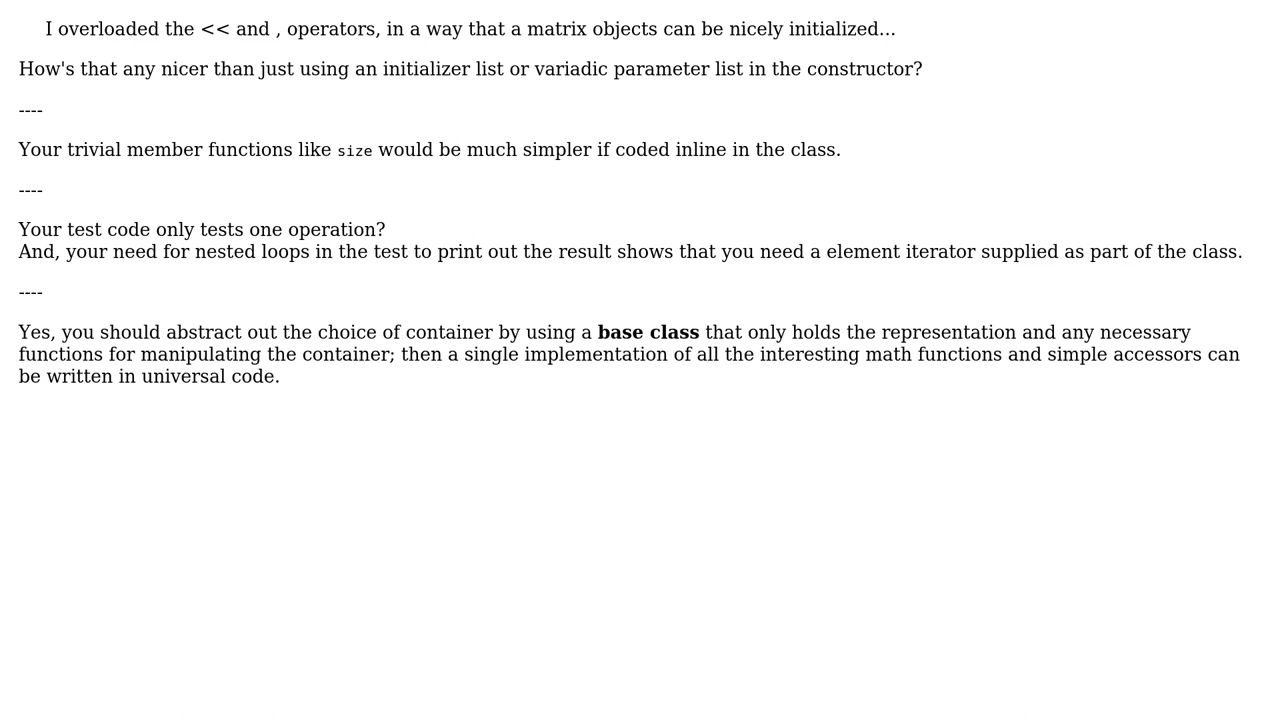 I overloaded the << and , operators, in a way that a matrix objects can be nicely initialized...
How's that any nicer than just using an initializer list or variadic parameter list in the constructor?
----
Your trivial member functions like size would be much simpler if coded inline in the class.
----
Your test code only tests one operation?
And, your need for nested loops in the test to print out the result shows that you need a element iterator supplied as part of the class.
----
Yes, you should abstract out the choice of container by using a base class that only holds the representation and any necessary
functions for manipulating the container; then a single implementation of all the interesting math functions and simple accessors can
be written in universal code.